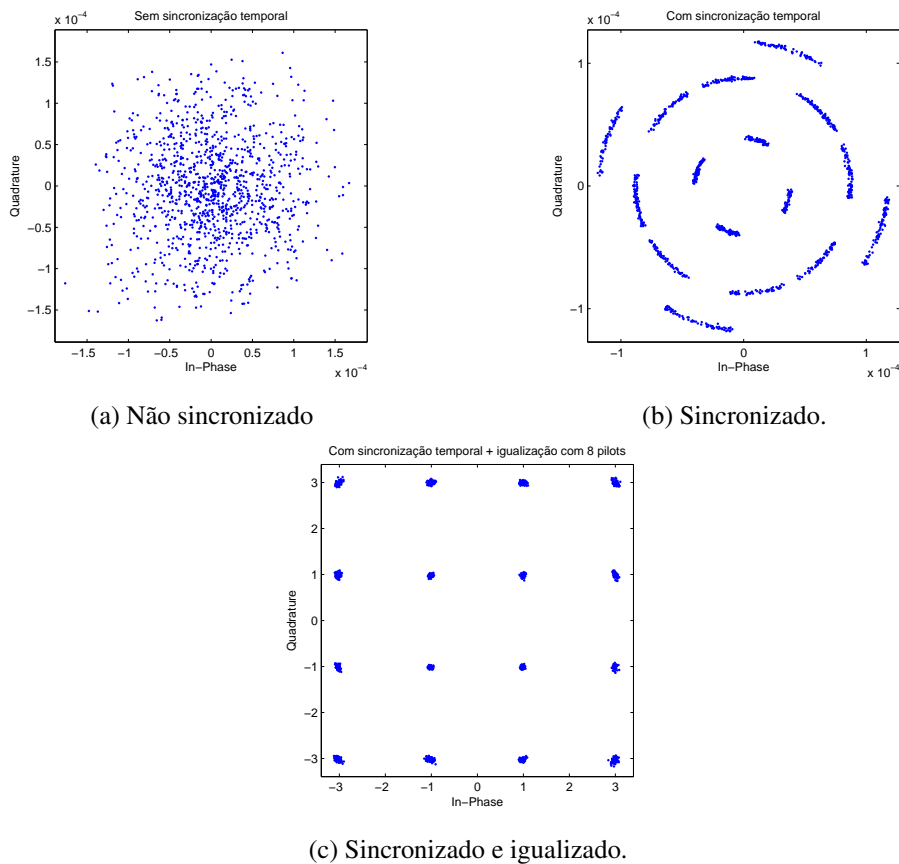 x 10⁻⁴
Sem sincronização temporal
1.5
1
0.5
0
−0.5
−1
−1.5
Quadrature
−1.5 −1 −0.5 0 0.5 1 1.5
In−Phase
x 10⁻⁴
(a) Não sincronizado
x 10⁻⁴
Com sincronização temporal
1
0
−1
Quadrature
−1 0 1
In−Phase
x 10⁻⁴
(b) Sincronizado.
Com sincronização temporal + igualização com 8 pilots
3
2
1
0
−1
−2
−3
Quadrature
−3 −2 −1 0 1 2 3
In−Phase
(c) Sincronizado e igualizado.